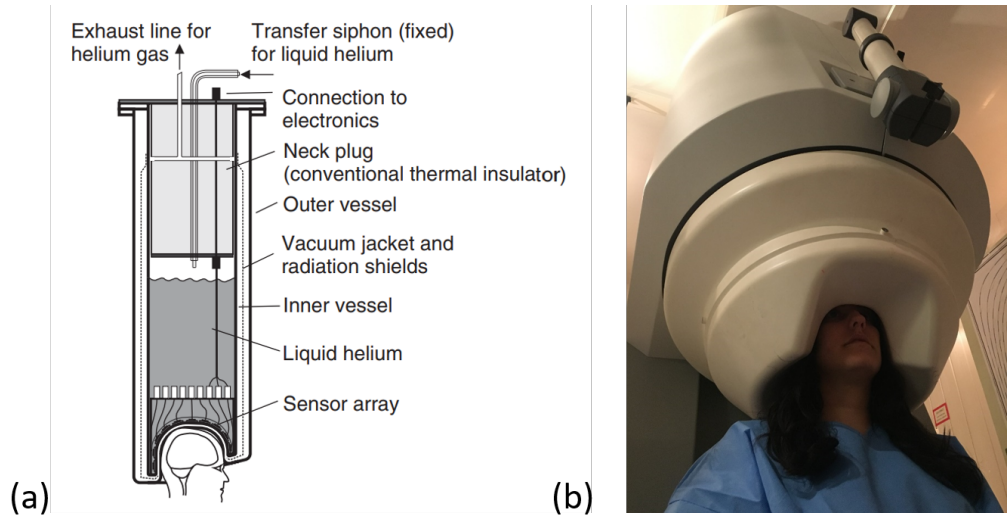 Exhaust line for
helium gas
Transfer siphon (fixed)
for liquid helium
Connection to
electronics
Neck plug
(conventional thermal insulator)
Outer vessel
Vacuum jacket and
radiation shields
Inner vessel
Liquid helium
Sensor array
(a)
(b)